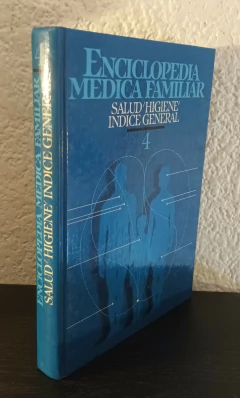 ENCICLOPEDIA
MEDICA FAMILIAR
SALUD/HIGIENE/
INDICE GENERAL
4
ENCICLOPEDIA MEDICA FAMILIAR
SALUD/HIGIENE/INDICE GENERAL